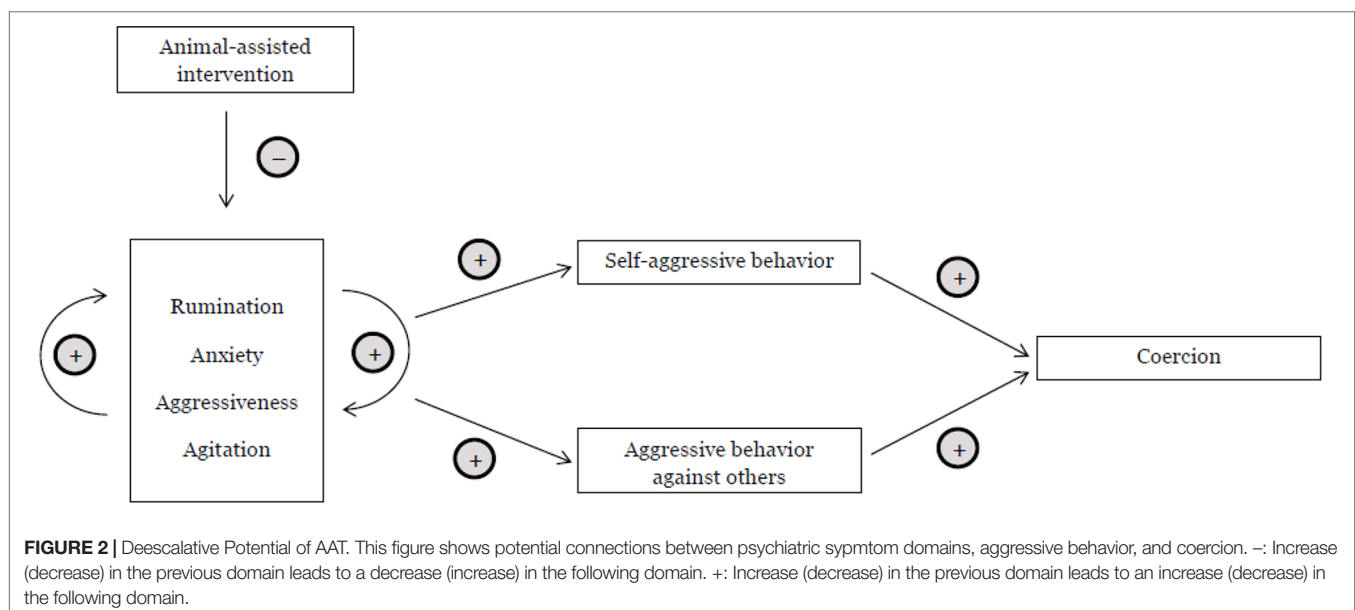 Animal-assisted
intervention
–
Rumination
Anxiety
Aggressiveness
Agitation
+
+
+
Self-aggressive behavior
+
+
Aggressive behavior
against others
+
Coercion
FIGURE 2 | Deescalative Potential of AAT. This figure shows potential connections between psychiatric sypmtom domains, aggressive behavior, and coercion. –: Increase
(decrease) in the previous domain leads to a decrease (increase) in the following domain. +: Increase (decrease) in the previous domain leads to an increase (decrease) in
the following domain.